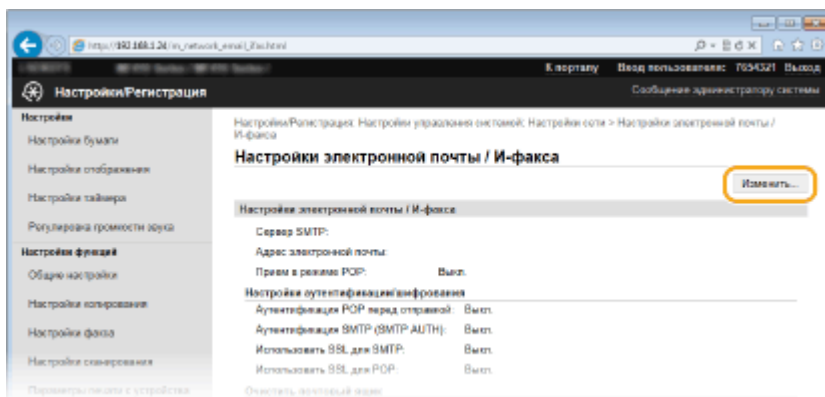 http://192.168.1.24/m_network_email_ifax.html
К порталу Вход пользователя: 7654321 Выход
Настройки/Регистрация
Сообщение администратору системы
Настройки
Настройки бумаги
Настройки отображения
Настройки таймера
Регулировка громкости звука
Настройки функций
Общие настройки
Настройки копирования
Настройки факса
Настройки сканирования
Параметры печати с устройства
Настройки/Регистрация: Настройки управления системой: Настройки сети > Настройки электронной почты /
И-факса
Настройки электронной почты / И-факса
Изменить...
Настройки электронной почты / И-факса
Сервер SMTP:
Адрес электронной почты:
Прием в режиме POP: Выкл.
Настройки аутентификации/шифрования
Аутентификация POP перед отправкой: Выкл.
Аутентификация SMTP (SMTP AUTH): Выкл.
Использовать SSL для SMTP: Выкл.
Использовать SSL для POP: Выкл.
Очистить почтовый ящик